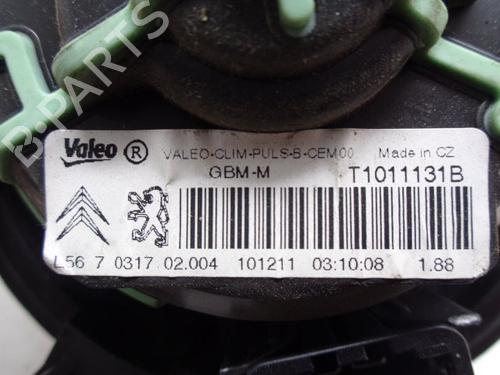 Valeo ® VALEO-CLIM-PULS-B-CEM00 Made in CZ
GBM-M T1011131B
L56 7 0317 02.004 101211 03:10:08 1.88
B-PARTS